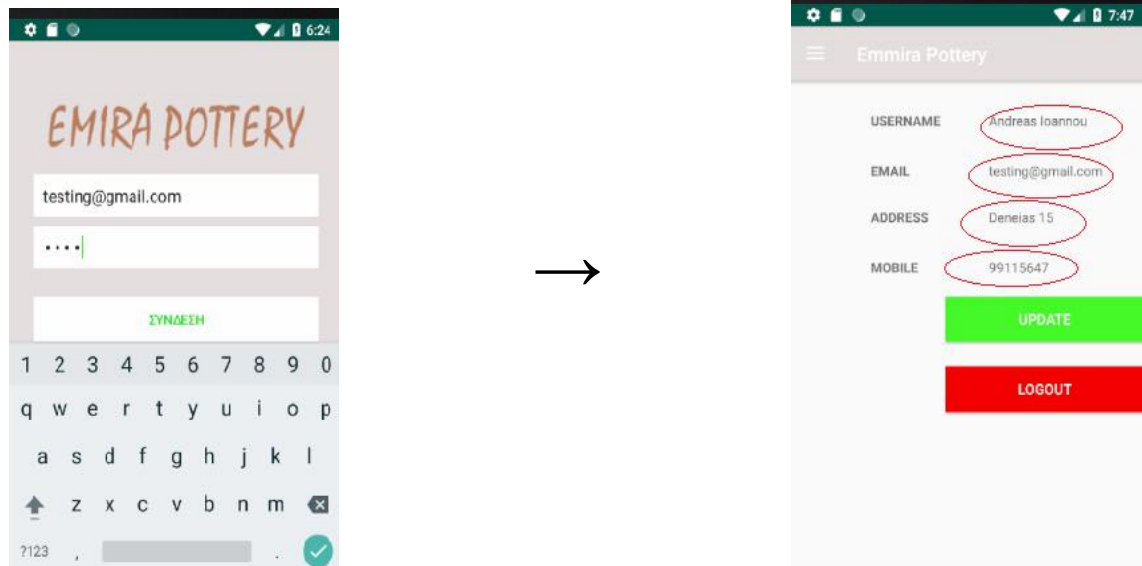 6:24
EMIRA POTTERY
testing@gmail.com
••••
ΣΥΝΔΕΣΗ
1 2 3 4 5 6 7 8 9 0
q w e r t y u i o p
a s d f g h j k l
z x c v b n m
?123 , .
→
7:47
Emmira Pottery
USERNAME Andreas Ioannou
EMAIL testing@gmail.com
ADDRESS Deneias 15
MOBILE 99115647
UPDATE
LOGOUT